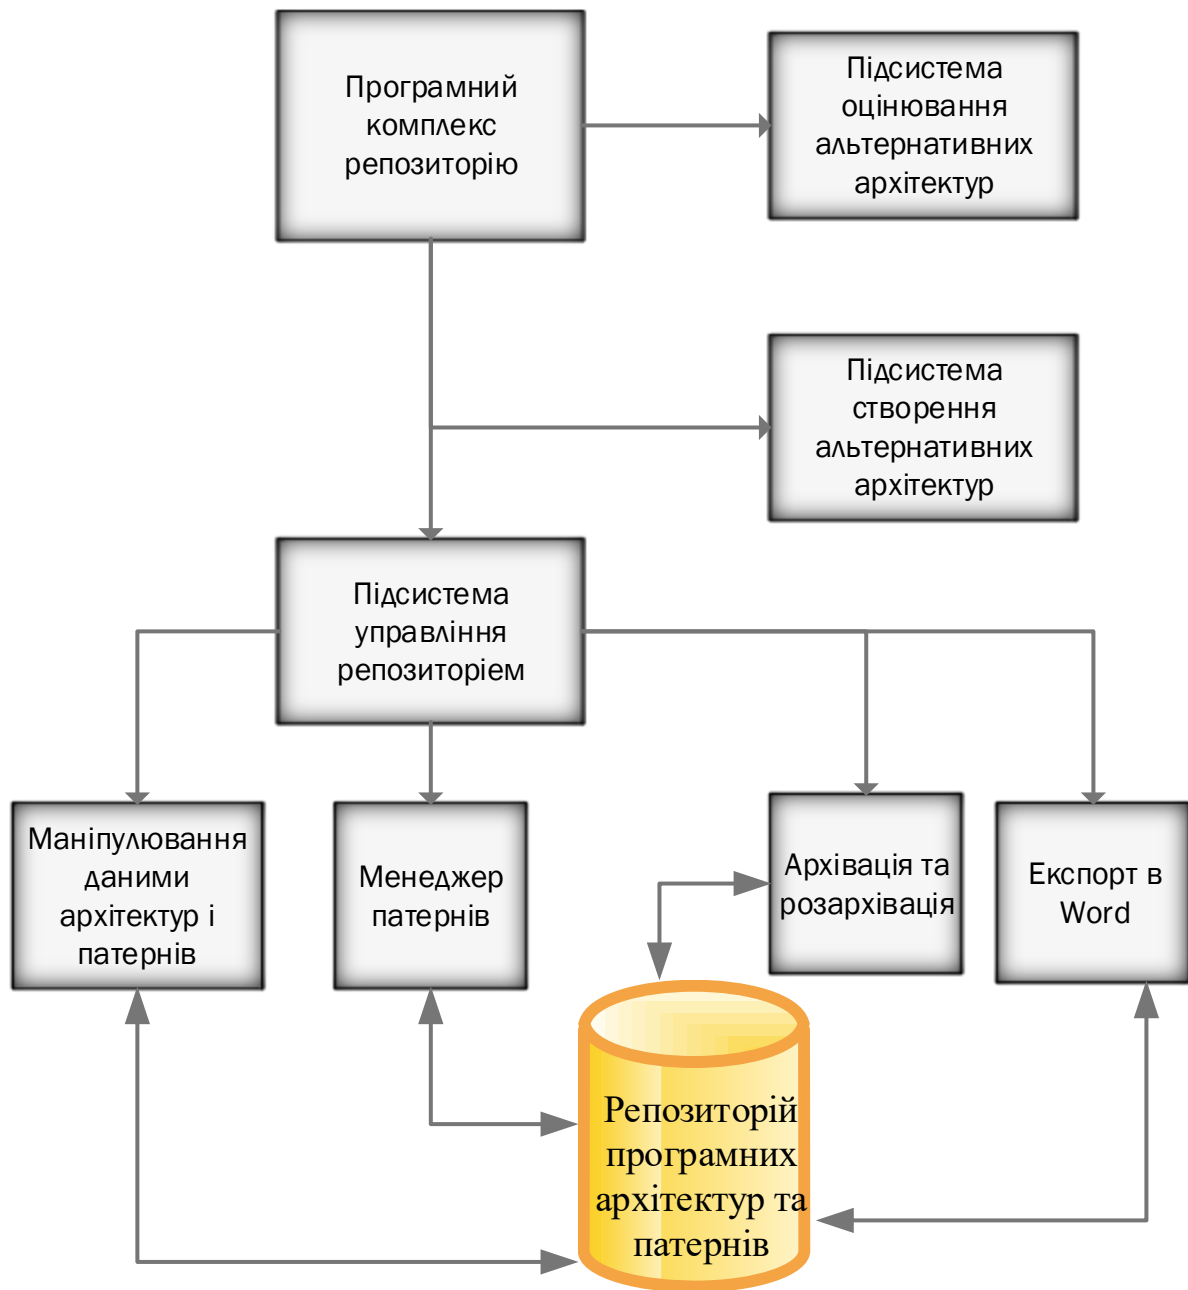 Програмний
комплекс
репозиторію
Підсистема
оцінювання
альтернативних
архітектур
Підсистема
створення
альтернативних
архітектур
Підсистема
управління
репозиторієм
Маніпулювання
даними
архітектур і
патернів
Менеджер
патернів
Архівація та
розархівація
Експорт в
Word
Репозиторій
програмних
архітектур та
патернів